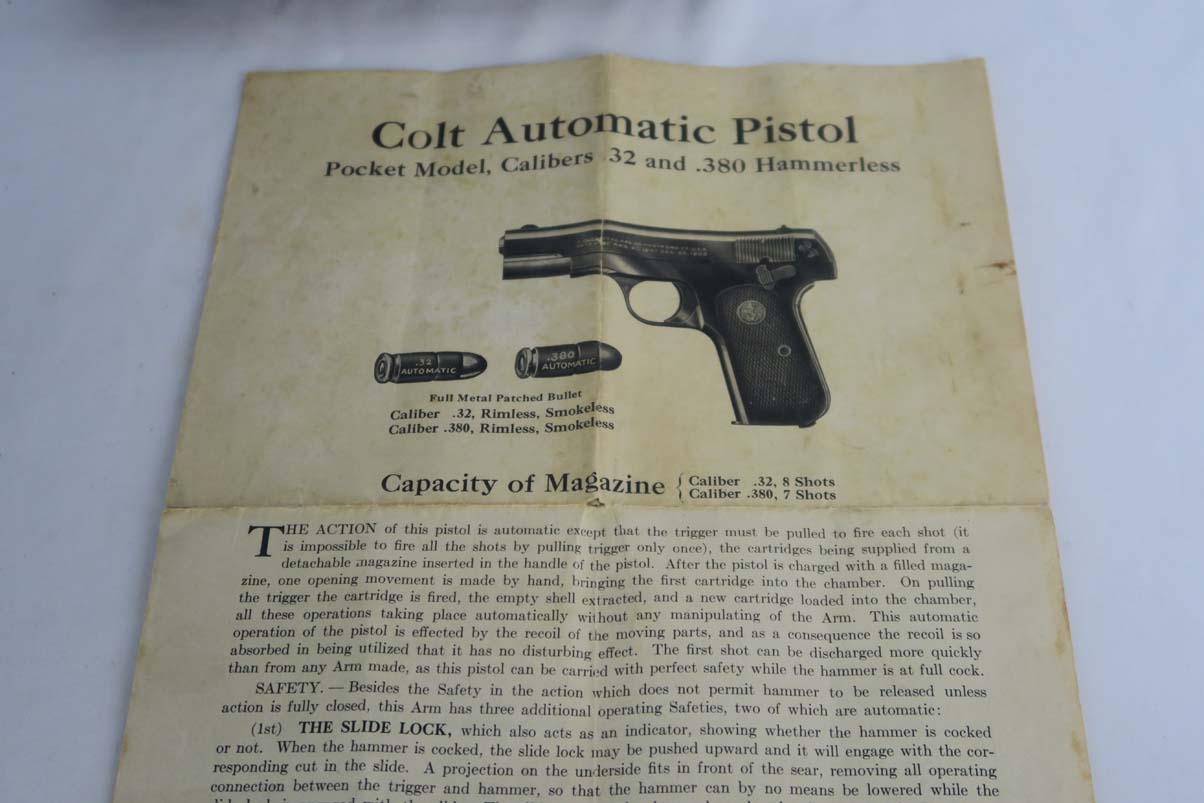 Colt Automatic Pistol
Pocket Model, Calibers .32 and .380 Hammerless
.32
AUTOMATIC
.380
AUTOMATIC
Full Metal Patched Bullet
Caliber .32, Rimless, Smokeless
Caliber .380, Rimless, Smokeless
Capacity of Magazine { Caliber .32, 8 Shots
Caliber .380, 7 Shots
THE ACTION of this pistol is automatic except that the trigger must be pulled to fire each shot (it
is impossible to fire all the shots by pulling trigger only once), the cartridges being supplied from a
detachable magazine inserted in the handle of the pistol. After the pistol is charged with a filled maga-
zine, one opening movement is made by hand, bringing the first cartridge into the chamber. On pulling
the trigger the cartridge is fired, the empty shell extracted, and a new cartridge loaded into the chamber,
all these operations taking place automatically without any manipulating of the Arm. This automatic
operation of the pistol is effected by the recoil of the moving parts, and as a consequence the recoil is so
absorbed in being utilized that it has no disturbing effect. The first shot can be discharged more quickly
than from any Arm made, as this pistol can be carried with perfect safety while the hammer is at full cock.
SAFETY. — Besides the Safety in the action which does not permit hammer to be released unless
action is fully closed, this Arm has three additional operating Safeties, two of which are automatic:
(1st) THE SLIDE LOCK, which also acts as an indicator, showing whether the hammer is cocked
or not. When the hammer is cocked, the slide lock may be pushed upward and it will engage with the cor-
responding cut in the slide. A projection on the underside fits in front of the sear, removing all operating
connection between the trigger and hammer, so that the hammer can by no means be lowered while the